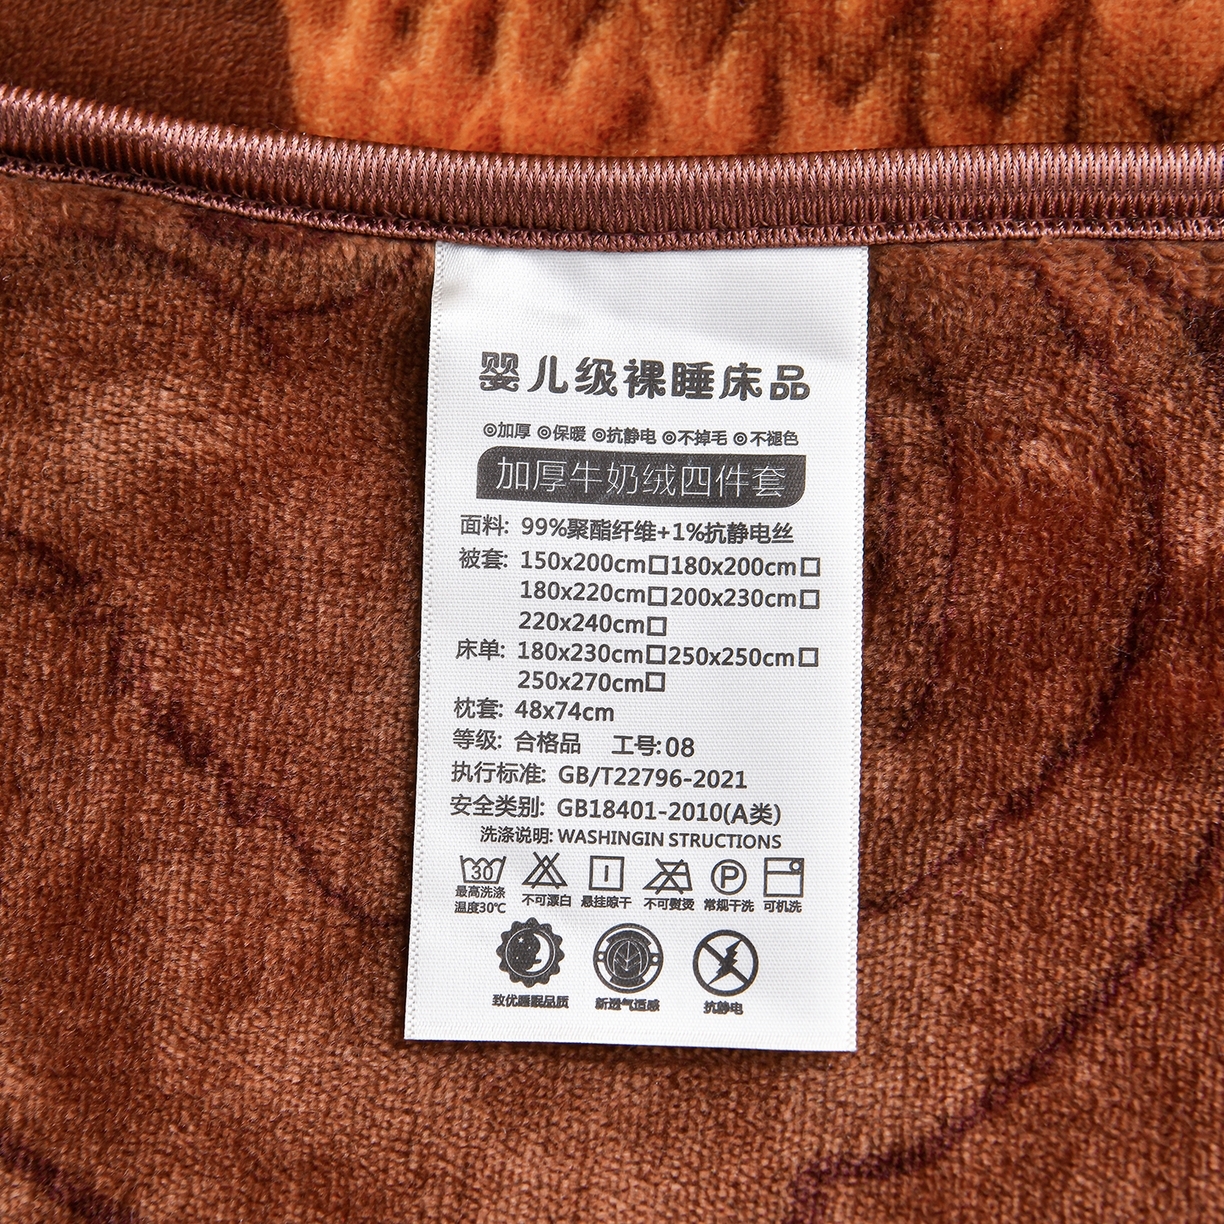 婴儿级裸睡床品
◎加厚 ◎保暖 ◎抗静电 ◎不掉毛 ◎不褪色
加厚牛奶绒四件套
面料: 99%聚酯纤维+1%抗静电丝
被套: 150x200cm□180x200cm□
180x220cm□200x230cm□
220x240cm□
床单: 180x230cm□250x250cm□
250x270cm□
枕套: 48x74cm
等级: 合格品 工号:08
执行标准: GB/T22796-2021
安全类别: GB18401-2010(A类)
洗涤说明: WASHINGIN STRUCTIONS
30 P
最高洗涤 不可漂白 悬挂晾干 不可熨烫 常规干洗 可机洗
温度30℃
致优睡眠品质 新透气适感 抗静电